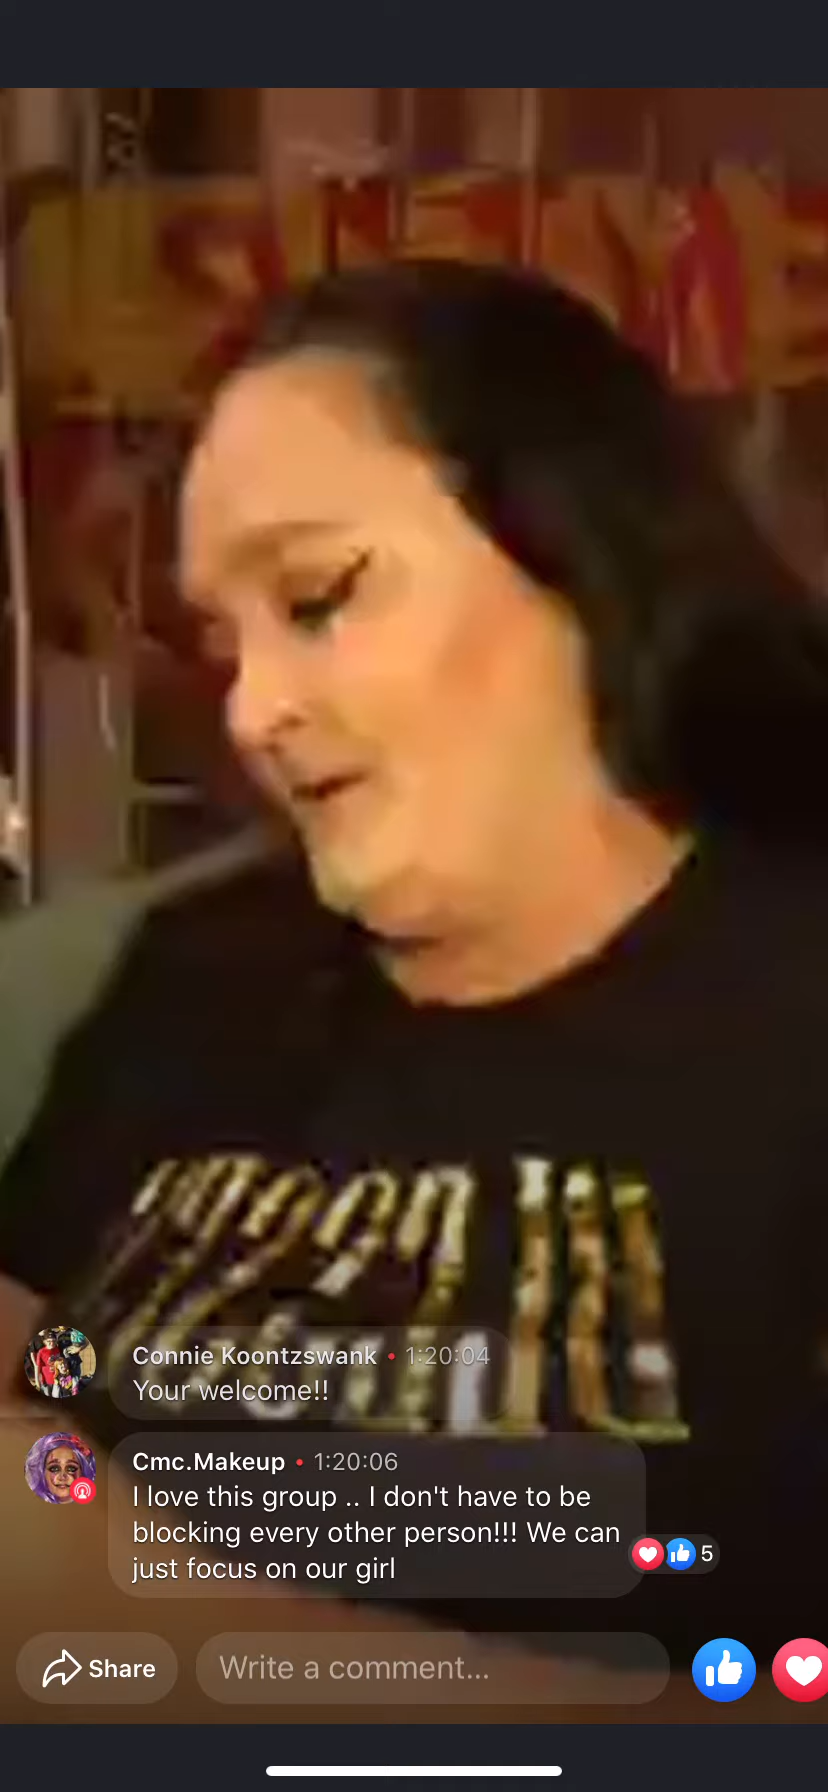 Connie Koontzswank • 1:20:04
Your welcome!!
Cmc.Makeup • 1:20:06
I love this group .. I don't have to be
blocking every other person!!! We can
just focus on our girl
5
Share
Write a comment...